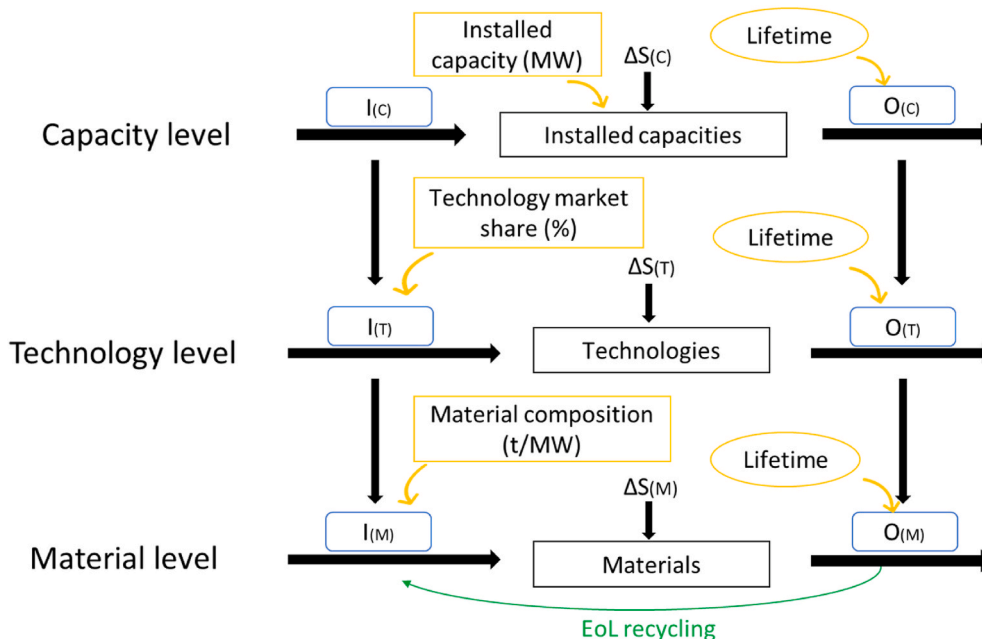 Installed
capacity (MW)
ΔS(C)
Lifetime
I(C)
O(C)
Capacity level
Installed capacities
Technology market
share (%)
Lifetime
ΔS(T)
I(T)
O(T)
Technology level
Technologies
Material composition
(t/MW)
Lifetime
ΔS(M)
I(M)
O(M)
Material level
Materials
EoL recycling